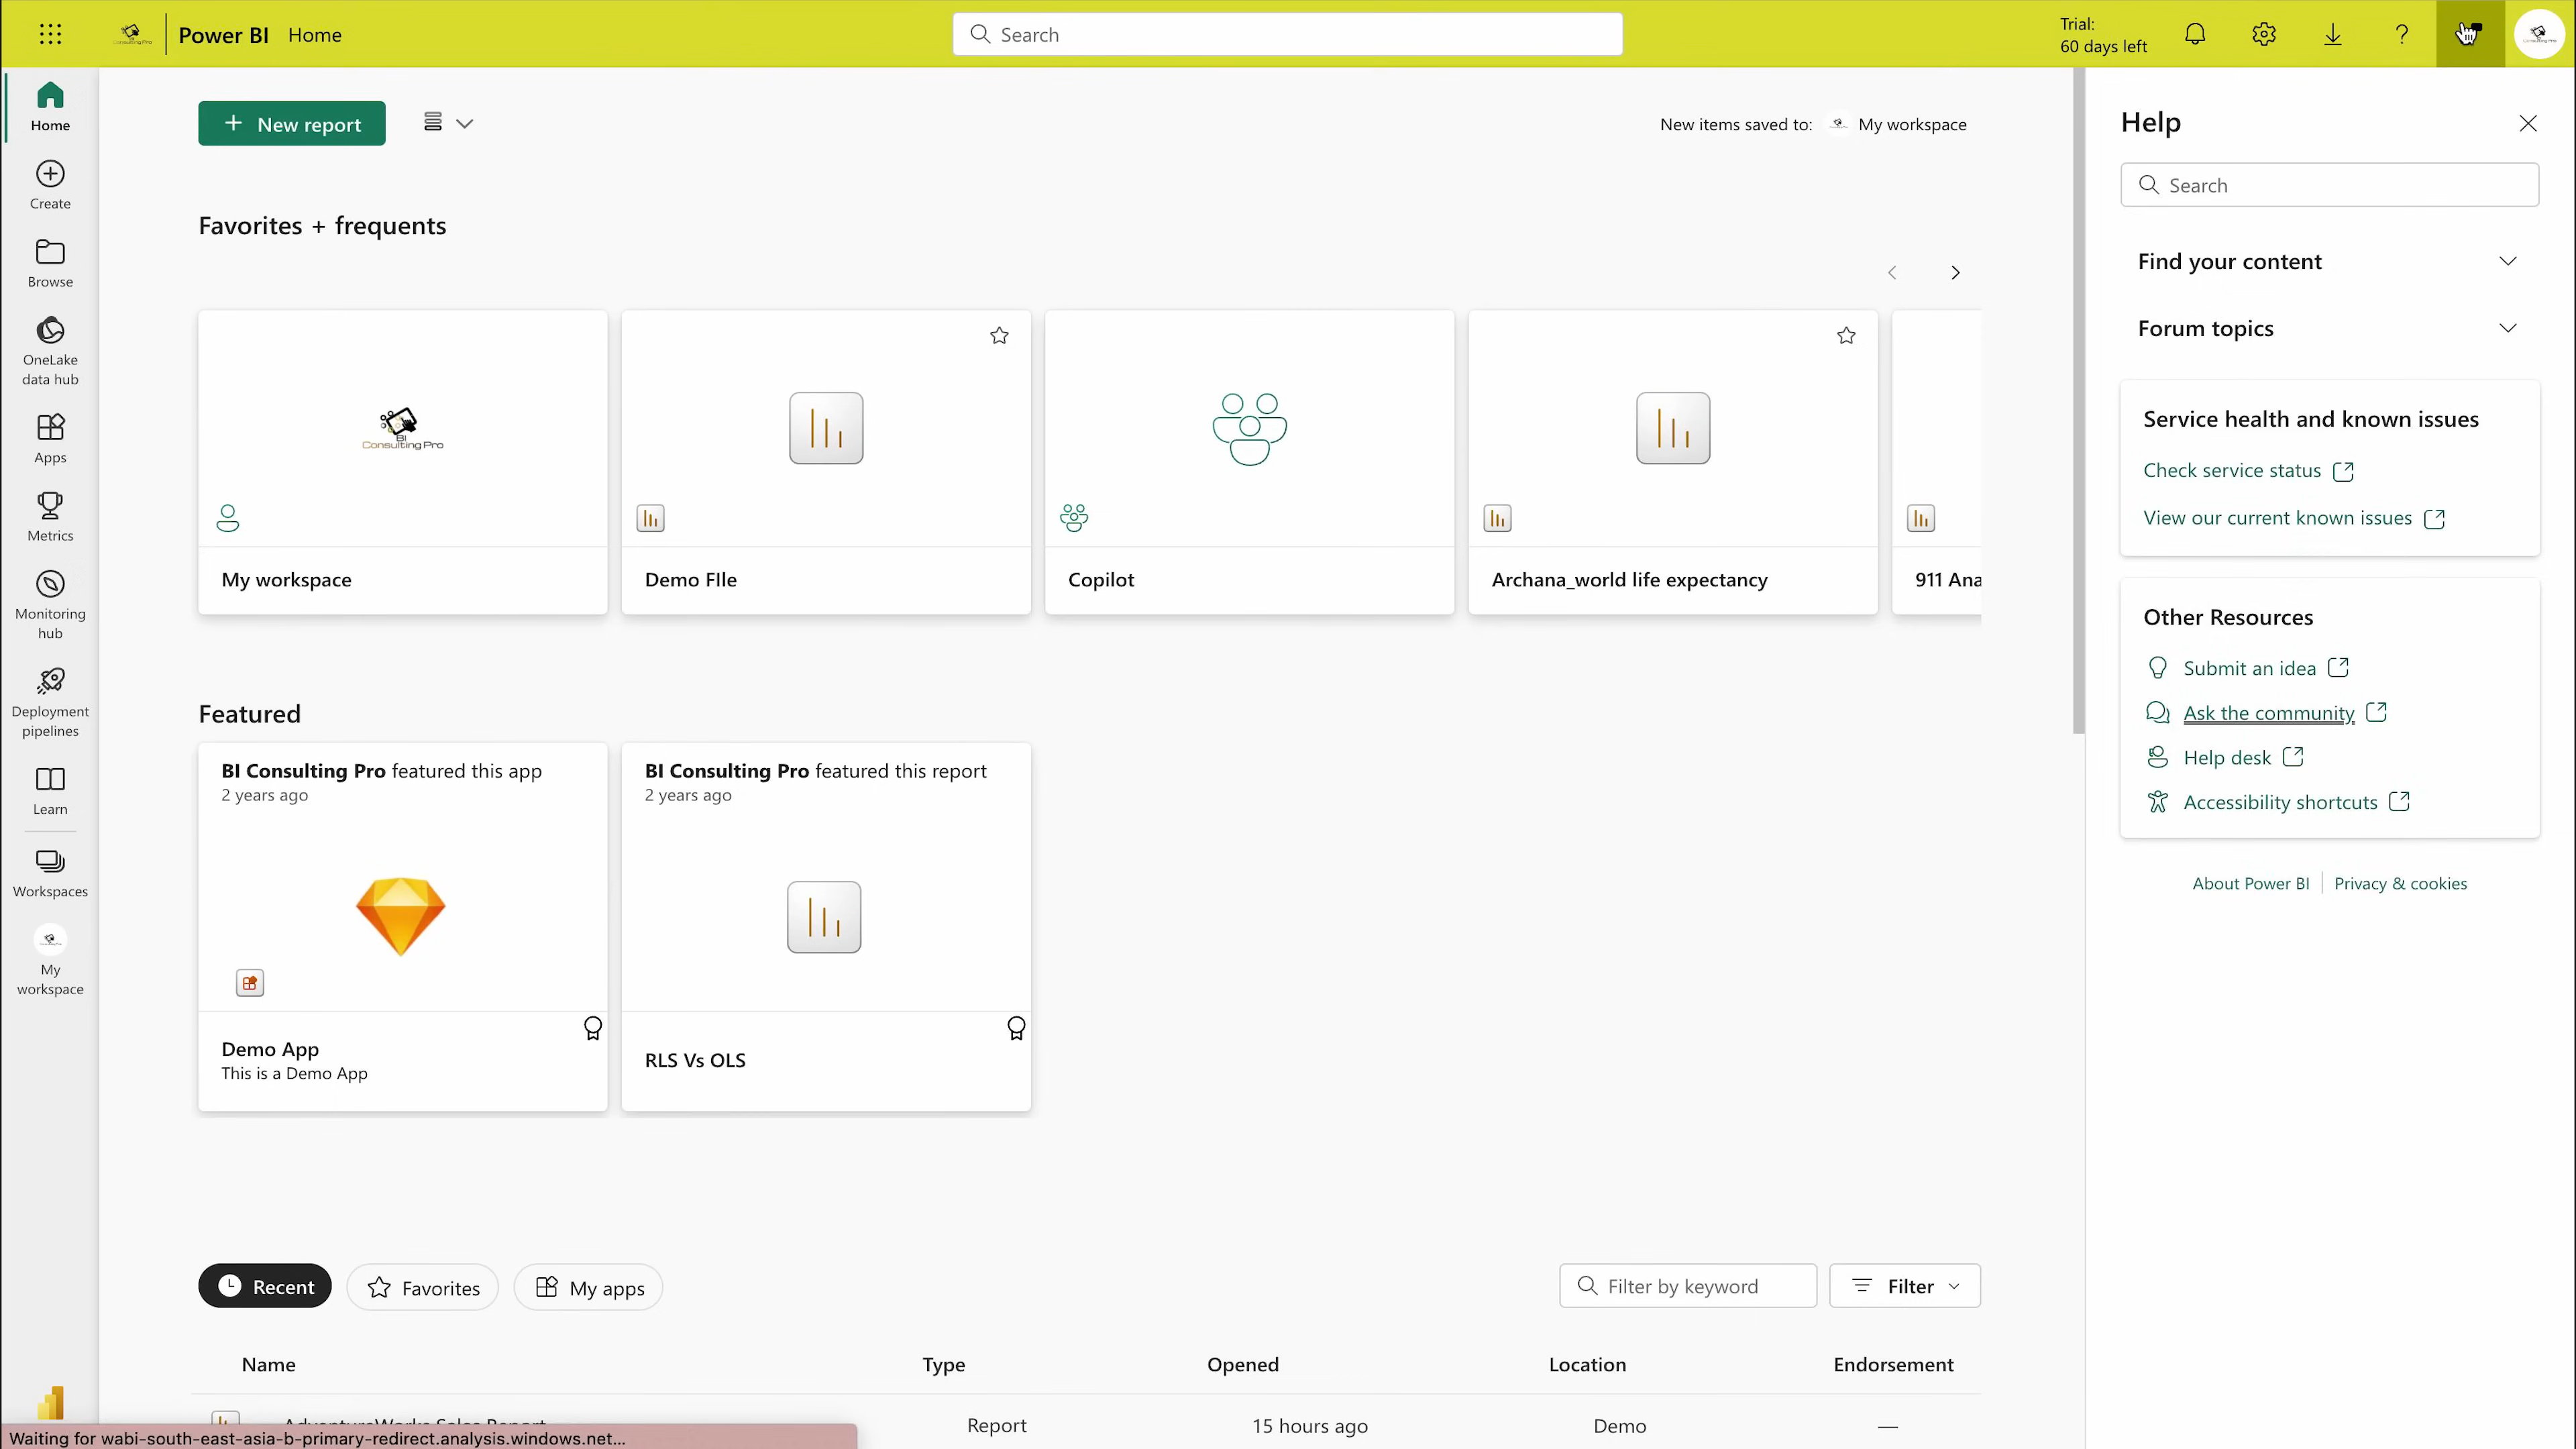 Power BI Home
Search
Trial:
60 days left
Home
Create
Browse
OneLake
data hub
Apps
Metrics
Monitoring
hub
Deployment
pipelines
Learn
Workspaces
My
workspace
New report
New items saved to: My workspace
Favorites + frequents
BI
Consulting Pro
My workspace
Demo FIle
Copilot
Archana_world life expectancy
911 Ana
Featured
BI Consulting Pro featured this app
2 years ago
Demo App
This is a Demo App
BI Consulting Pro featured this report
2 years ago
RLS Vs OLS
Recent
Favorites
My apps
Filter by keyword
Filter
Name Type Opened Location Endorsement
AdventureWorks Sales Report Report 15 hours ago Demo —
Waiting for wabi-south-east-asia-b-primary-redirect.analysis.windows.net...
Help
Search
Find your content
Forum topics
Service health and known issues
Check service status
View our current known issues
Other Resources
Submit an idea
Ask the community
Help desk
Accessibility shortcuts
About Power BI | Privacy & cookies